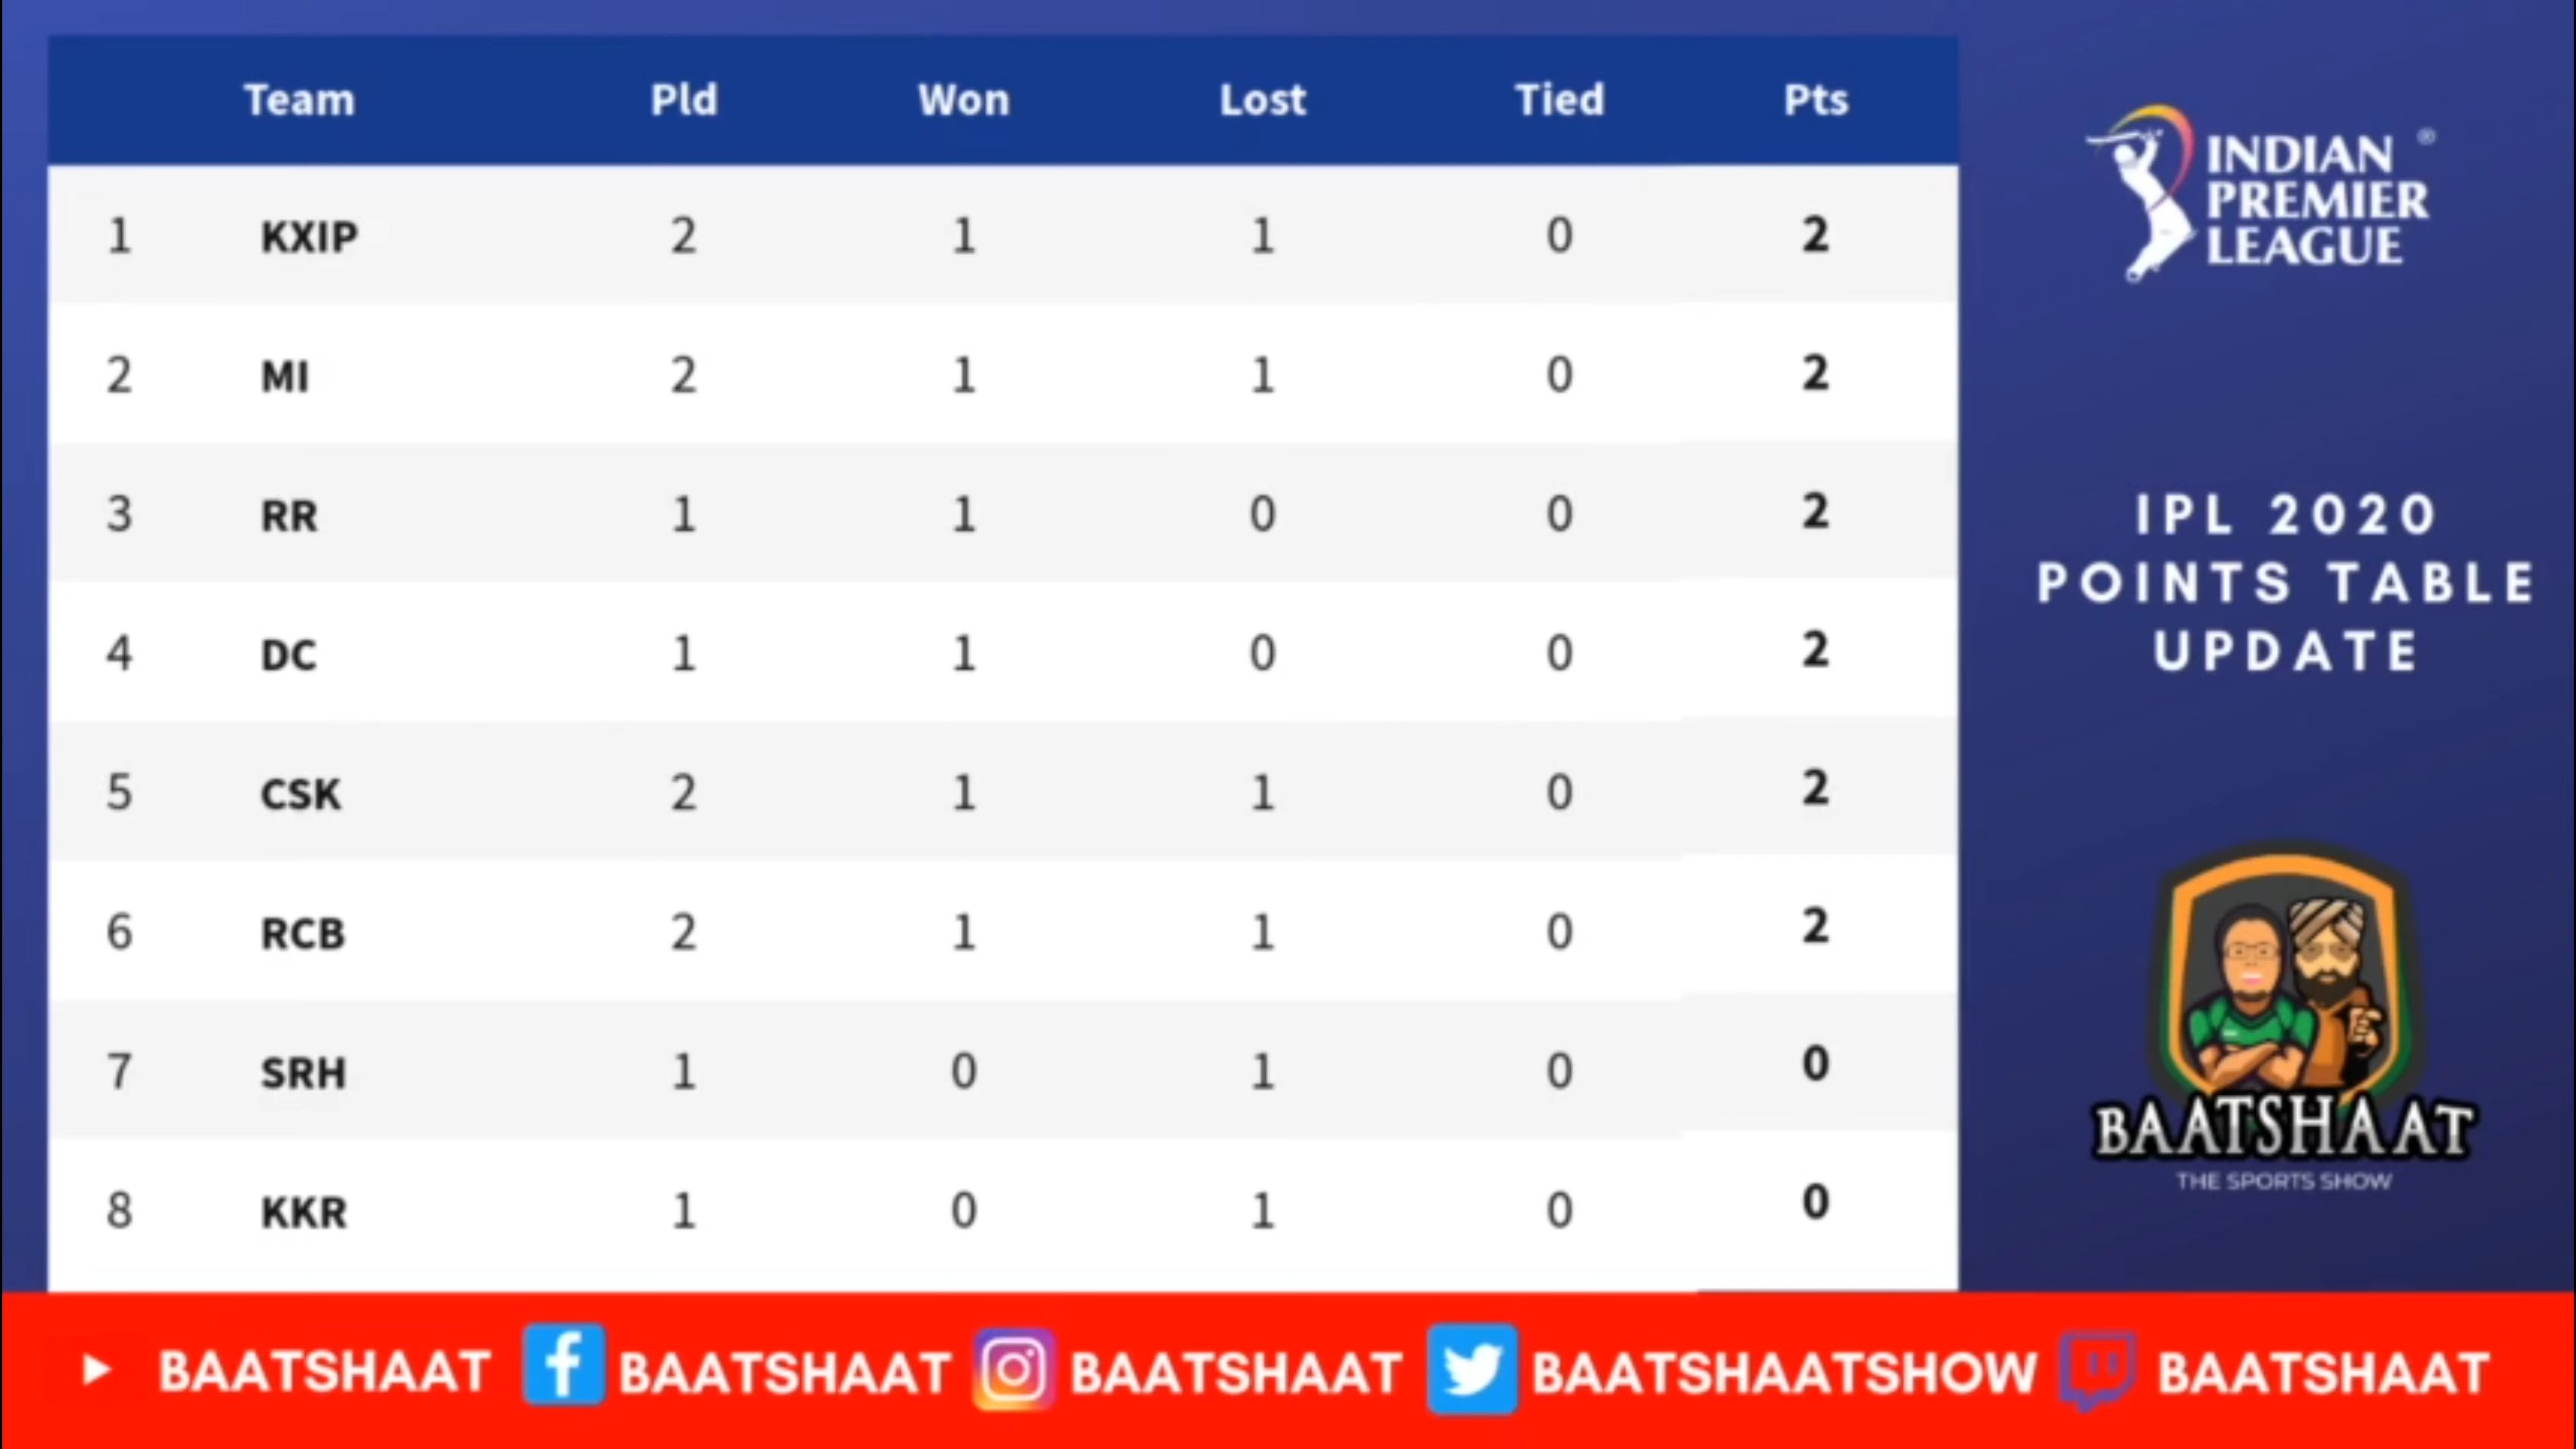 Team Pld Won Lost Tied Pts
1 KXIP 2 1 1 0 2
2 MI 2 1 1 0 2
3 RR 1 1 0 0 2
4 DC 1 1 0 0 2
5 CSK 2 1 1 0 2
6 RCB 2 1 1 0 2
7 SRH 1 0 1 0 0
8 KKR 1 0 1 0 0
INDIAN ®
PREMIER
LEAGUE
IPL 2020
POINTS TABLE
UPDATE
BAATSHAAT
THE SPORTS SHOW
BAATSHAAT f BAATSHAAT BAATSHAAT BAATSHAATSHOW BAATSHAAT